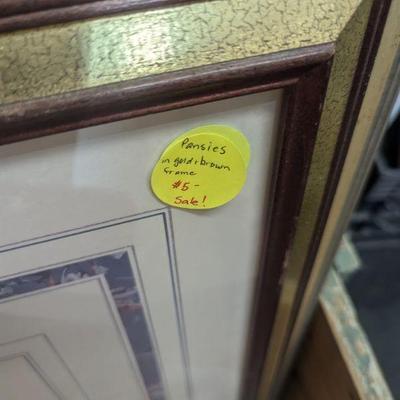 Pansies
in gold + brown
frame
$5-
Sale!